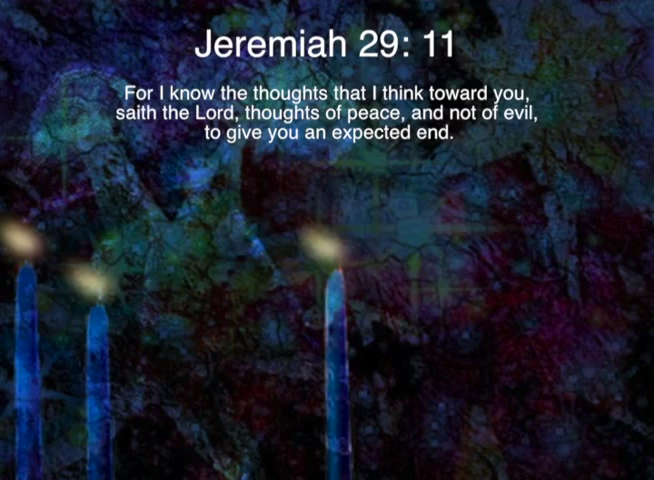 Jeremiah 29: 11
For I know the thoughts that I think toward you,
saith the Lord, thoughts of peace, and not of evil,
to give you an expected end.